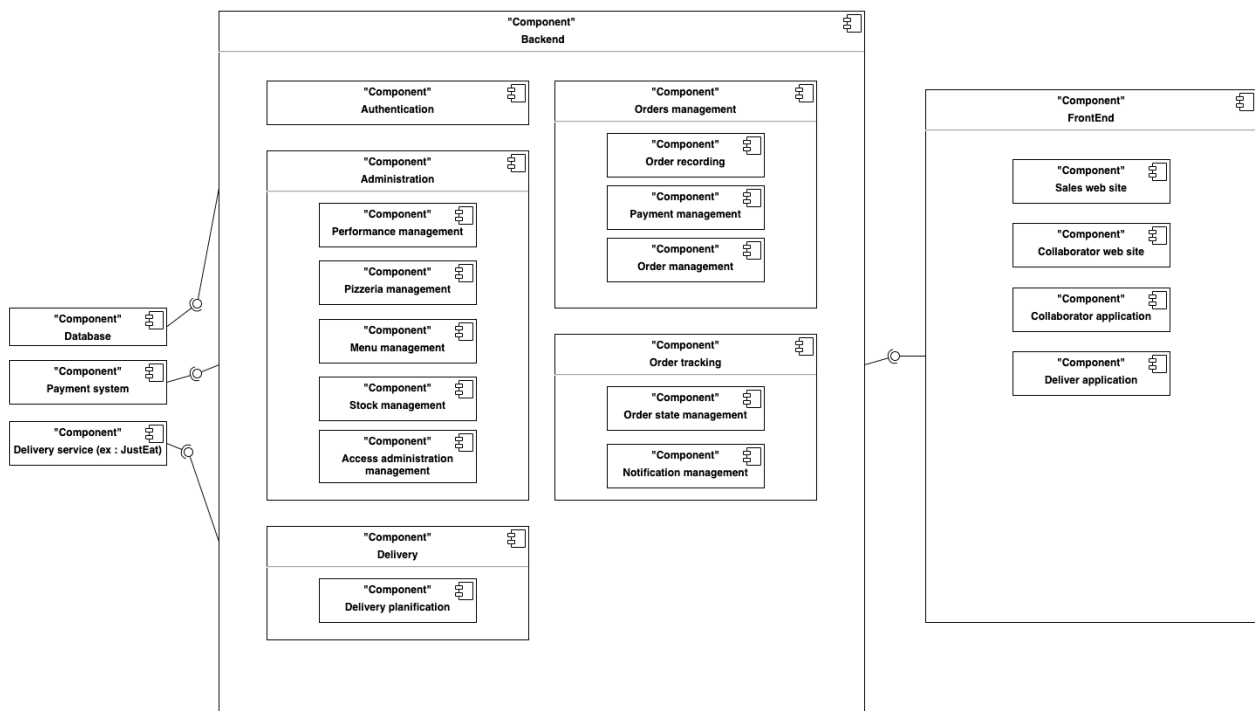 "Component"
Backend
"Component"
Authentication
"Component"
Administration
"Component"
Performance management
"Component"
Pizzeria management
"Component"
Menu management
"Component"
Stock management
"Component"
Access administration
management
"Component"
Delivery
"Component"
Delivery planification
"Component"
Orders management
"Component"
Order recording
"Component"
Payment management
"Component"
Order management
"Component"
Order tracking
"Component"
Order state management
"Component"
Notification management
"Component"
Database
"Component"
Payment system
"Component"
Delivery service (ex : JustEat)
"Component"
FrontEnd
"Component"
Sales web site
"Component"
Collaborator web site
"Component"
Collaborator application
"Component"
Deliver application